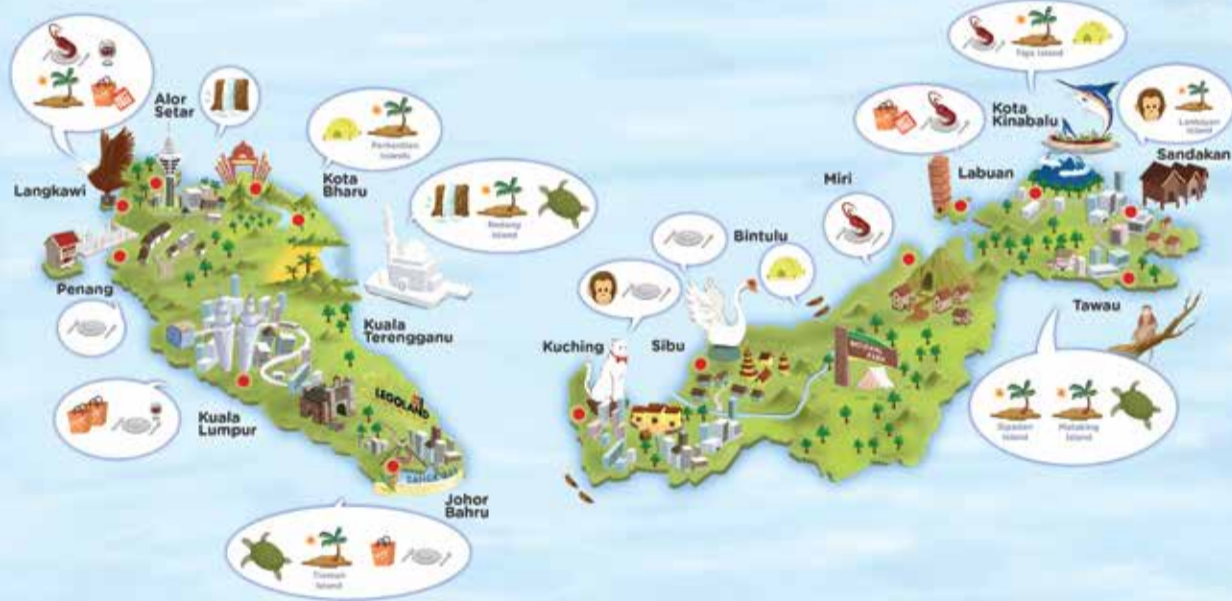 Alor
Setar
Langkawi
Penang
Perhentian
Islands
Kota
Bharu
Redang
Island
Kuala
Terengganu
Kuala
Lumpur
LEGOLAND
Johor
Bahru
Tioman
Island
Kuching
Sibu
Bintulu
Miri
Labuan
Tiga Island
Kota
Kinabalu
Lankayan
Island
Sandakan
Tawau
Sipadan
Island
Mataking
Island